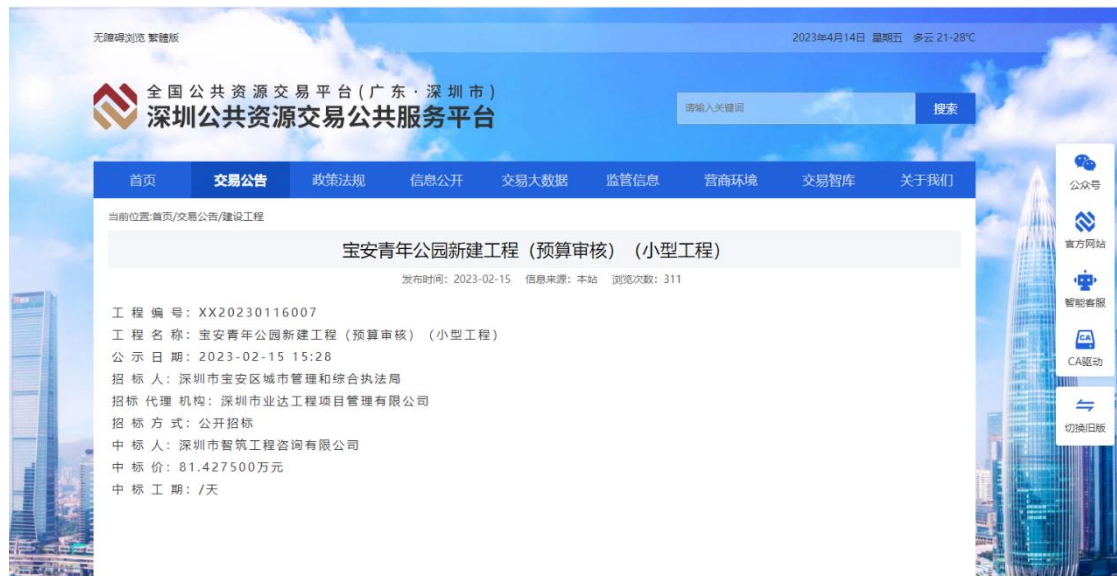 无障碍浏览 繁體版
2023年4月14日 星期五 多云 21-28℃
全国公共资源交易平台(广东·深圳市)
深圳公共资源交易公共服务平台
请输入关键词
搜索
首页 交易公告 政策法规 信息公开 交易大数据 监管信息 营商环境 交易智库 关于我们
当前位置:首页/交易公告/建设工程
宝安青年公园新建工程（预算审核）（小型工程）
发布时间：2023-02-15 信息来源：本站 浏览次数：311
工 程 编 号：XX20230116007
工 程 名 称：宝安青年公园新建工程（预算审核）（小型工程）
公 示 日 期：2023-02-15 15:28
招 标 人：深圳市宝安区城市管理和综合执法局
招标 代理 机构：深圳市业达工程项目管理有限公司
招 标 方 式：公开招标
中 标 人：深圳市智筑工程咨询有限公司
中 标 价：81.427500万元
中 标 工 期：/天
公众号
官方网站
智能客服
CA
CA驱动
切换旧版